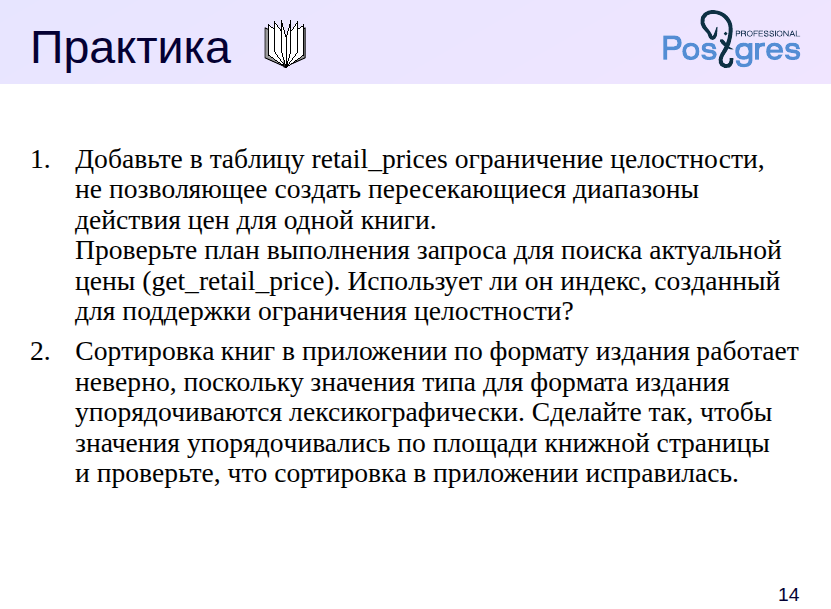 Практика
PROFESSIONAL
Postgres
1. Добавьте в таблицу retail_prices ограничение целостности,
не позволяющее создать пересекающиеся диапазоны
действия цен для одной книги.
Проверьте план выполнения запроса для поиска актуальной
цены (get_retail_price). Использует ли он индекс, созданный
для поддержки ограничения целостности?
2. Сортировка книг в приложении по формату издания работает
неверно, поскольку значения типа для формата издания
упорядочиваются лексикографически. Сделайте так, чтобы
значения упорядочивались по площади книжной страницы
и проверьте, что сортировка в приложении исправилась.
14